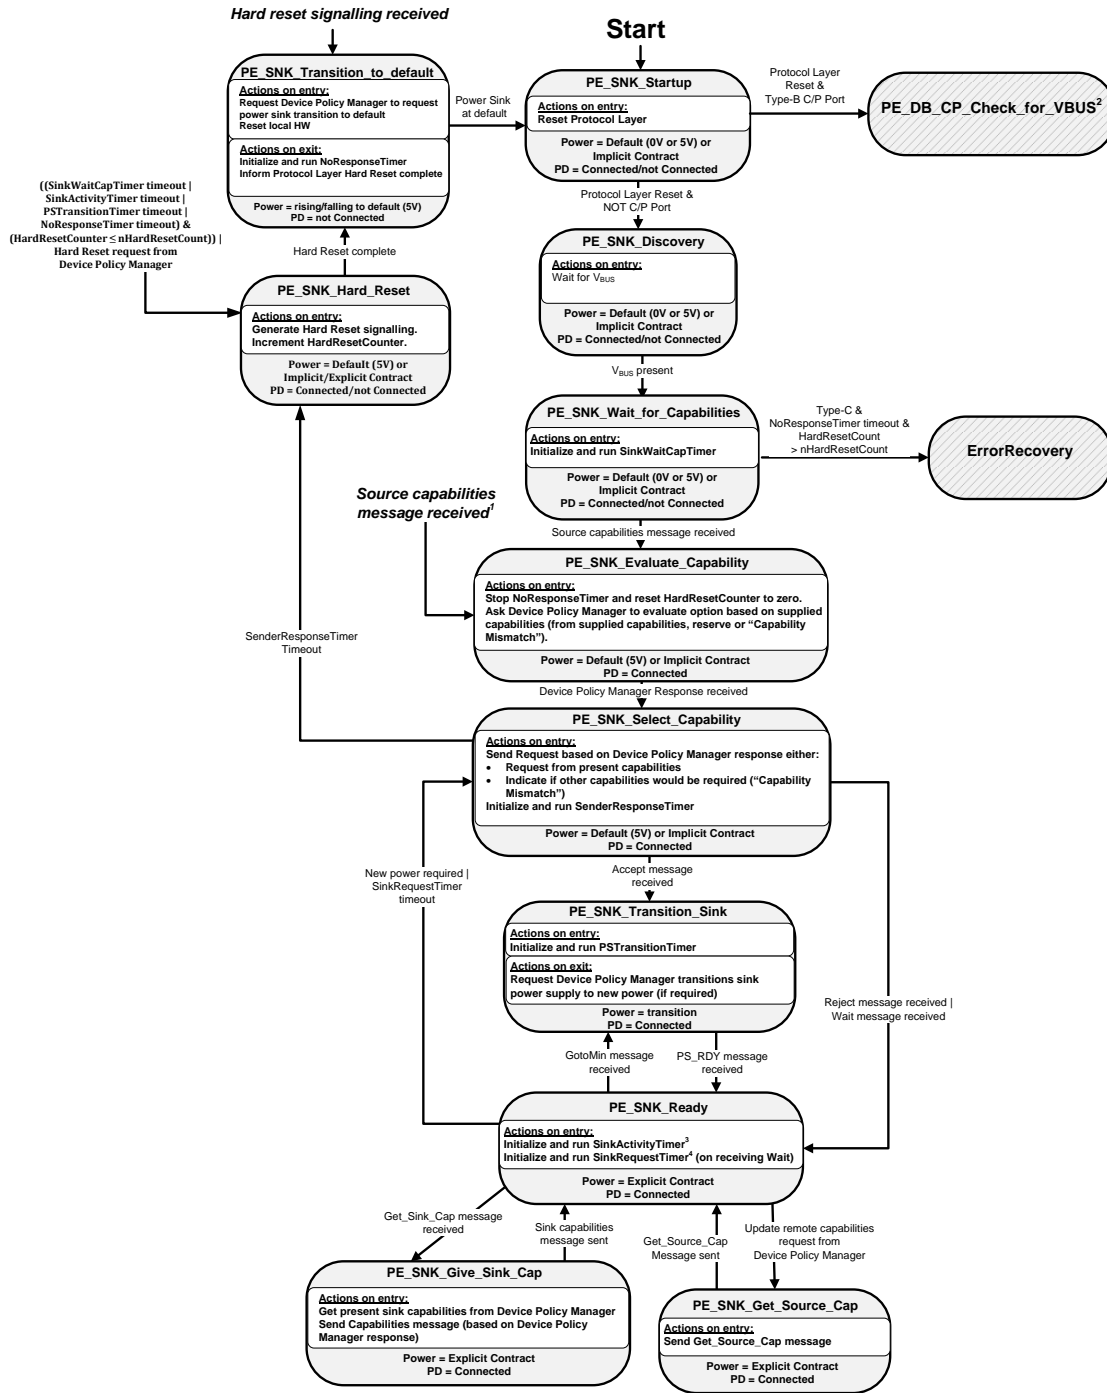 Hard reset signalling received
Start
PE_SNK_Transition_to_default
Actions on entry:
Request Device Policy Manager to request
power sink transition to default
Reset local HW
Actions on exit:
Initialize and run NoResponseTimer
Inform Protocol Layer Hard Reset complete
Power = rising/falling to default (5V)
PD = not Connected
Power Sink
at default
PE_SNK_Startup
Actions on entry:
Reset Protocol Layer
Power = Default (0V or 5V) or
Implicit Contract
PD = Connected/not Connected
Protocol Layer
Reset &
Type-B C/P Port
PE_DB_CP_Check_for_VBUS²
((SinkWaitCapTimer timeout |
SinkActivityTimer timeout |
PSTransitionTimer timeout |
NoResponseTimer timeout) &
(HardResetCounter ≤ nHardResetCount)) |
Hard Reset request from
Device Policy Manager
Hard Reset complete
Protocol Layer Reset &
NOT C/P Port
PE_SNK_Discovery
Actions on entry:
Wait for VBUS
Power = Default (0V or 5V) or
Implicit Contract
PD = Connected/not Connected
PE_SNK_Hard_Reset
Actions on entry:
Generate Hard Reset signalling.
Increment HardResetCounter.
Power = Default (5V) or
Implicit/Explicit Contract
PD = Connected/not Connected
VBUS present
PE_SNK_Wait_for_Capabilities
Actions on entry:
Initialize and run SinkWaitCapTimer
Power = Default (0V or 5V) or
Implicit Contract
PD = Connected/not Connected
Type-C &
NoResponseTimer timeout &
HardResetCount
> nHardResetCount
ErrorRecovery
Source capabilities
message received¹
Source capabilities message received
PE_SNK_Evaluate_Capability
Actions on entry:
Stop NoResponseTimer and reset HardResetCounter to zero.
Ask Device Policy Manager to evaluate option based on supplied
capabilities (from supplied capabilities, reserve or “Capability
Mismatch”).
Power = Default (5V) or Implicit Contract
PD = Connected
SenderResponseTimer
Timeout
Device Policy Manager Response received
PE_SNK_Select_Capability
Actions on entry:
Send Request based on Device Policy Manager response either:
• Request from present capabilities
• Indicate if other capabilities would be required (“Capability
Mismatch”)
Initialize and run SenderResponseTimer
Power = Default (5V) or Implicit Contract
PD = Connected
New power required |
SinkRequestTimer
timeout
Accept message
received
PE_SNK_Transition_Sink
Actions on entry:
Initialize and run PSTransitionTimer
Actions on exit:
Request Device Policy Manager transitions sink
power supply to new power (if required)
Power = transition
PD = Connected
Reject message received |
Wait message received
GotoMin message
received
PS_RDY message
received
PE_SNK_Ready
Actions on entry:
Initialize and run SinkActivityTimer³
Initialize and run SinkRequestTimer⁴ (on receiving Wait)
Power = Explicit Contract
PD = Connected
Get_Sink_Cap message
received
Sink capabilities
message sent
Get_Source_Cap
Message sent
Update remote capabilities
request from
Device Policy Manager
PE_SNK_Give_Sink_Cap
Actions on entry:
Get present sink capabilities from Device Policy Manager
Send Capabilities message (based on Device Policy
Manager response)
Power = Explicit Contract
PD = Connected
PE_SNK_Get_Source_Cap
Actions on entry:
Send Get_Source_Cap message
Power = Explicit Contract
PD = Connected